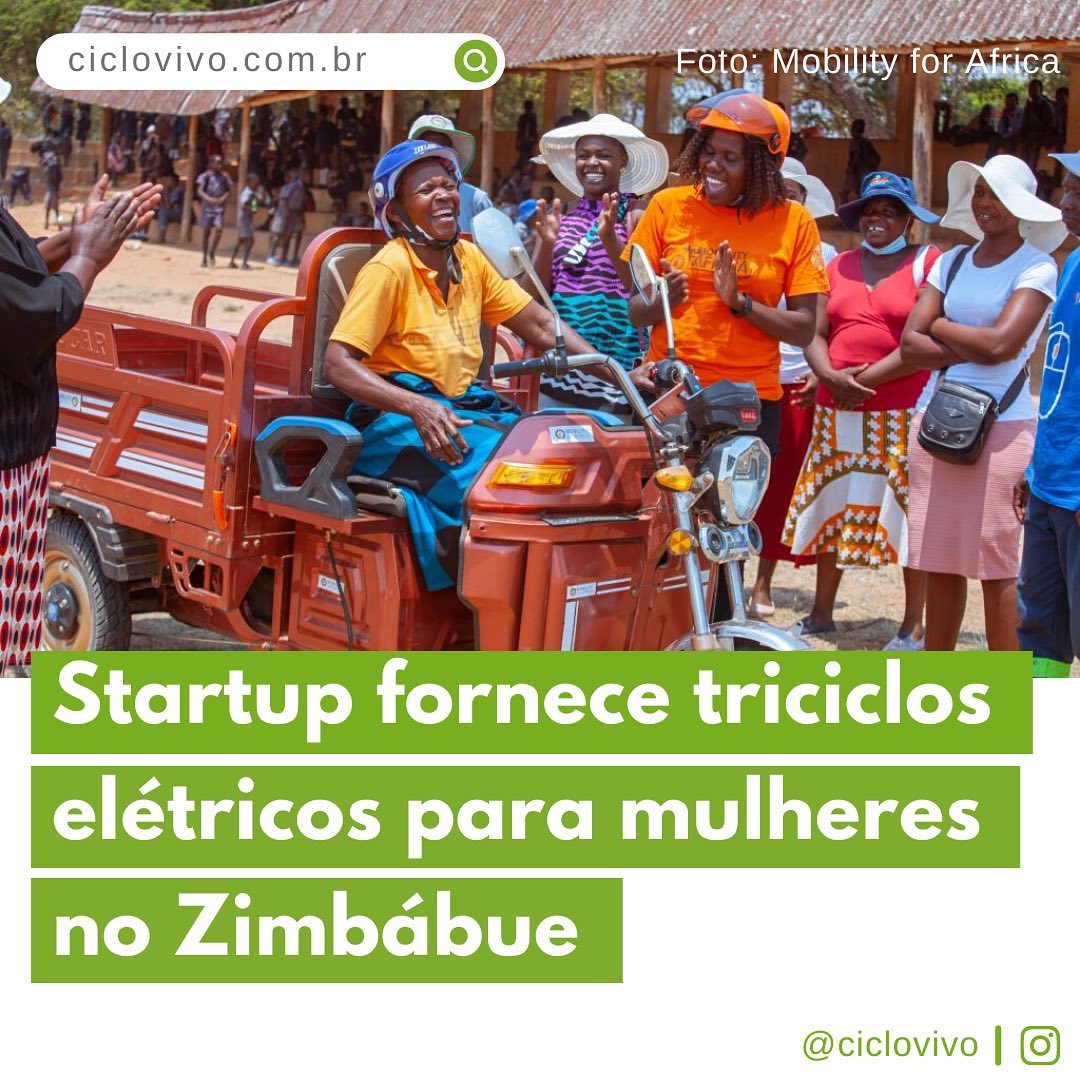 ciclovivo.com.br
Foto: Mobility for Africa
Startup fornece triciclos
elétricos para mulheres
no Zimbábue
@ciclovivo